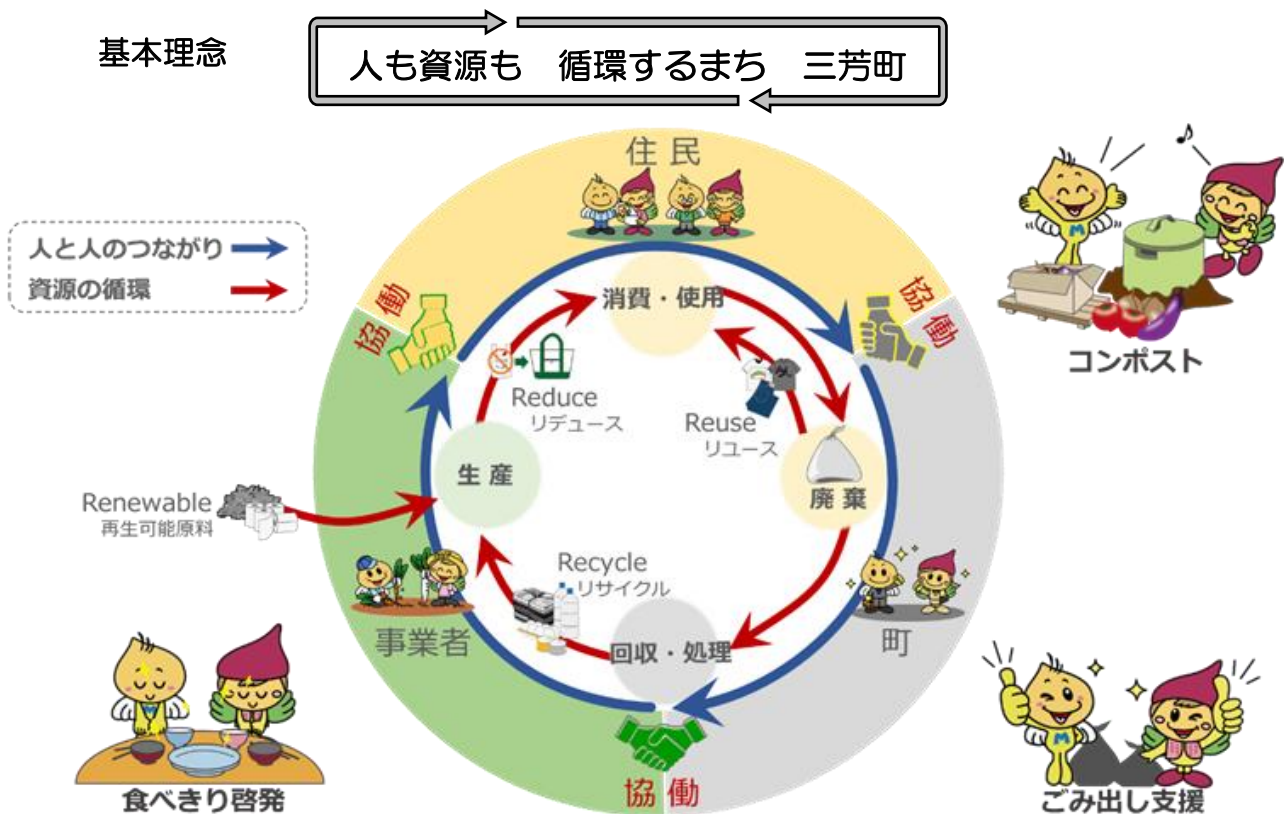 基本理念
人も資源も 循環するまち 三芳町
人と人のつながり
資源の循環
住民
協働
協働
消費・使用
Reduce
リデュース
Reuse
リユース
生産
廃棄
Renewable
再生可能原料
Recycle
リサイクル
回収・処理
事業者
町
協働
コンポスト
食べきり啓発
ごみ出し支援
M
M